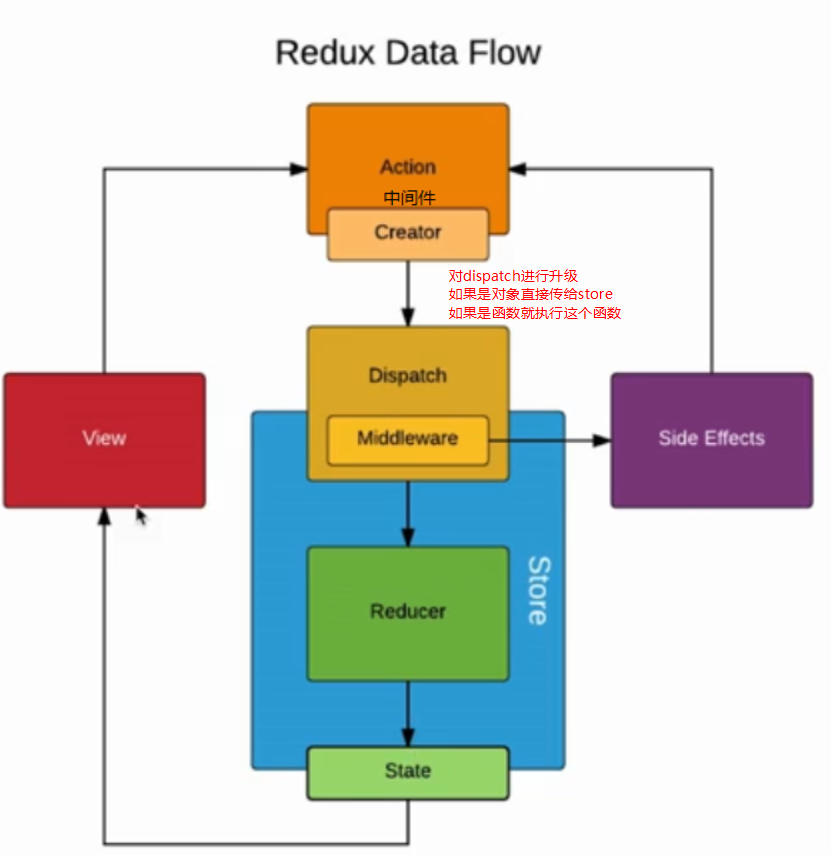 Redux Data Flow
Action
中间件
Creator
对dispatch进行升级
如果是对象直接传给store
如果是函数就执行这个函数
Dispatch
View
Middleware
Side Effects
Store
Reducer
State